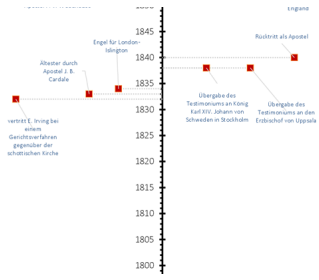 1850
England
1845
Rücktritt als Apostel
Engel für London-
Islington
1840
Ältester durch
Apostel J. B.
Cardale
1835
Übergabe des
Testimoniums an König
Karl XIV. Johann von
Schweden in Stockholm
Übergabe des
Testimoniums an den
Erzbischof von Uppsala
1830
vertritt E. Irving bei
einem
Gerichtsverfahren
gegenüber der
schottischen Kirche
1825
1820
1815
1810
1805
1800